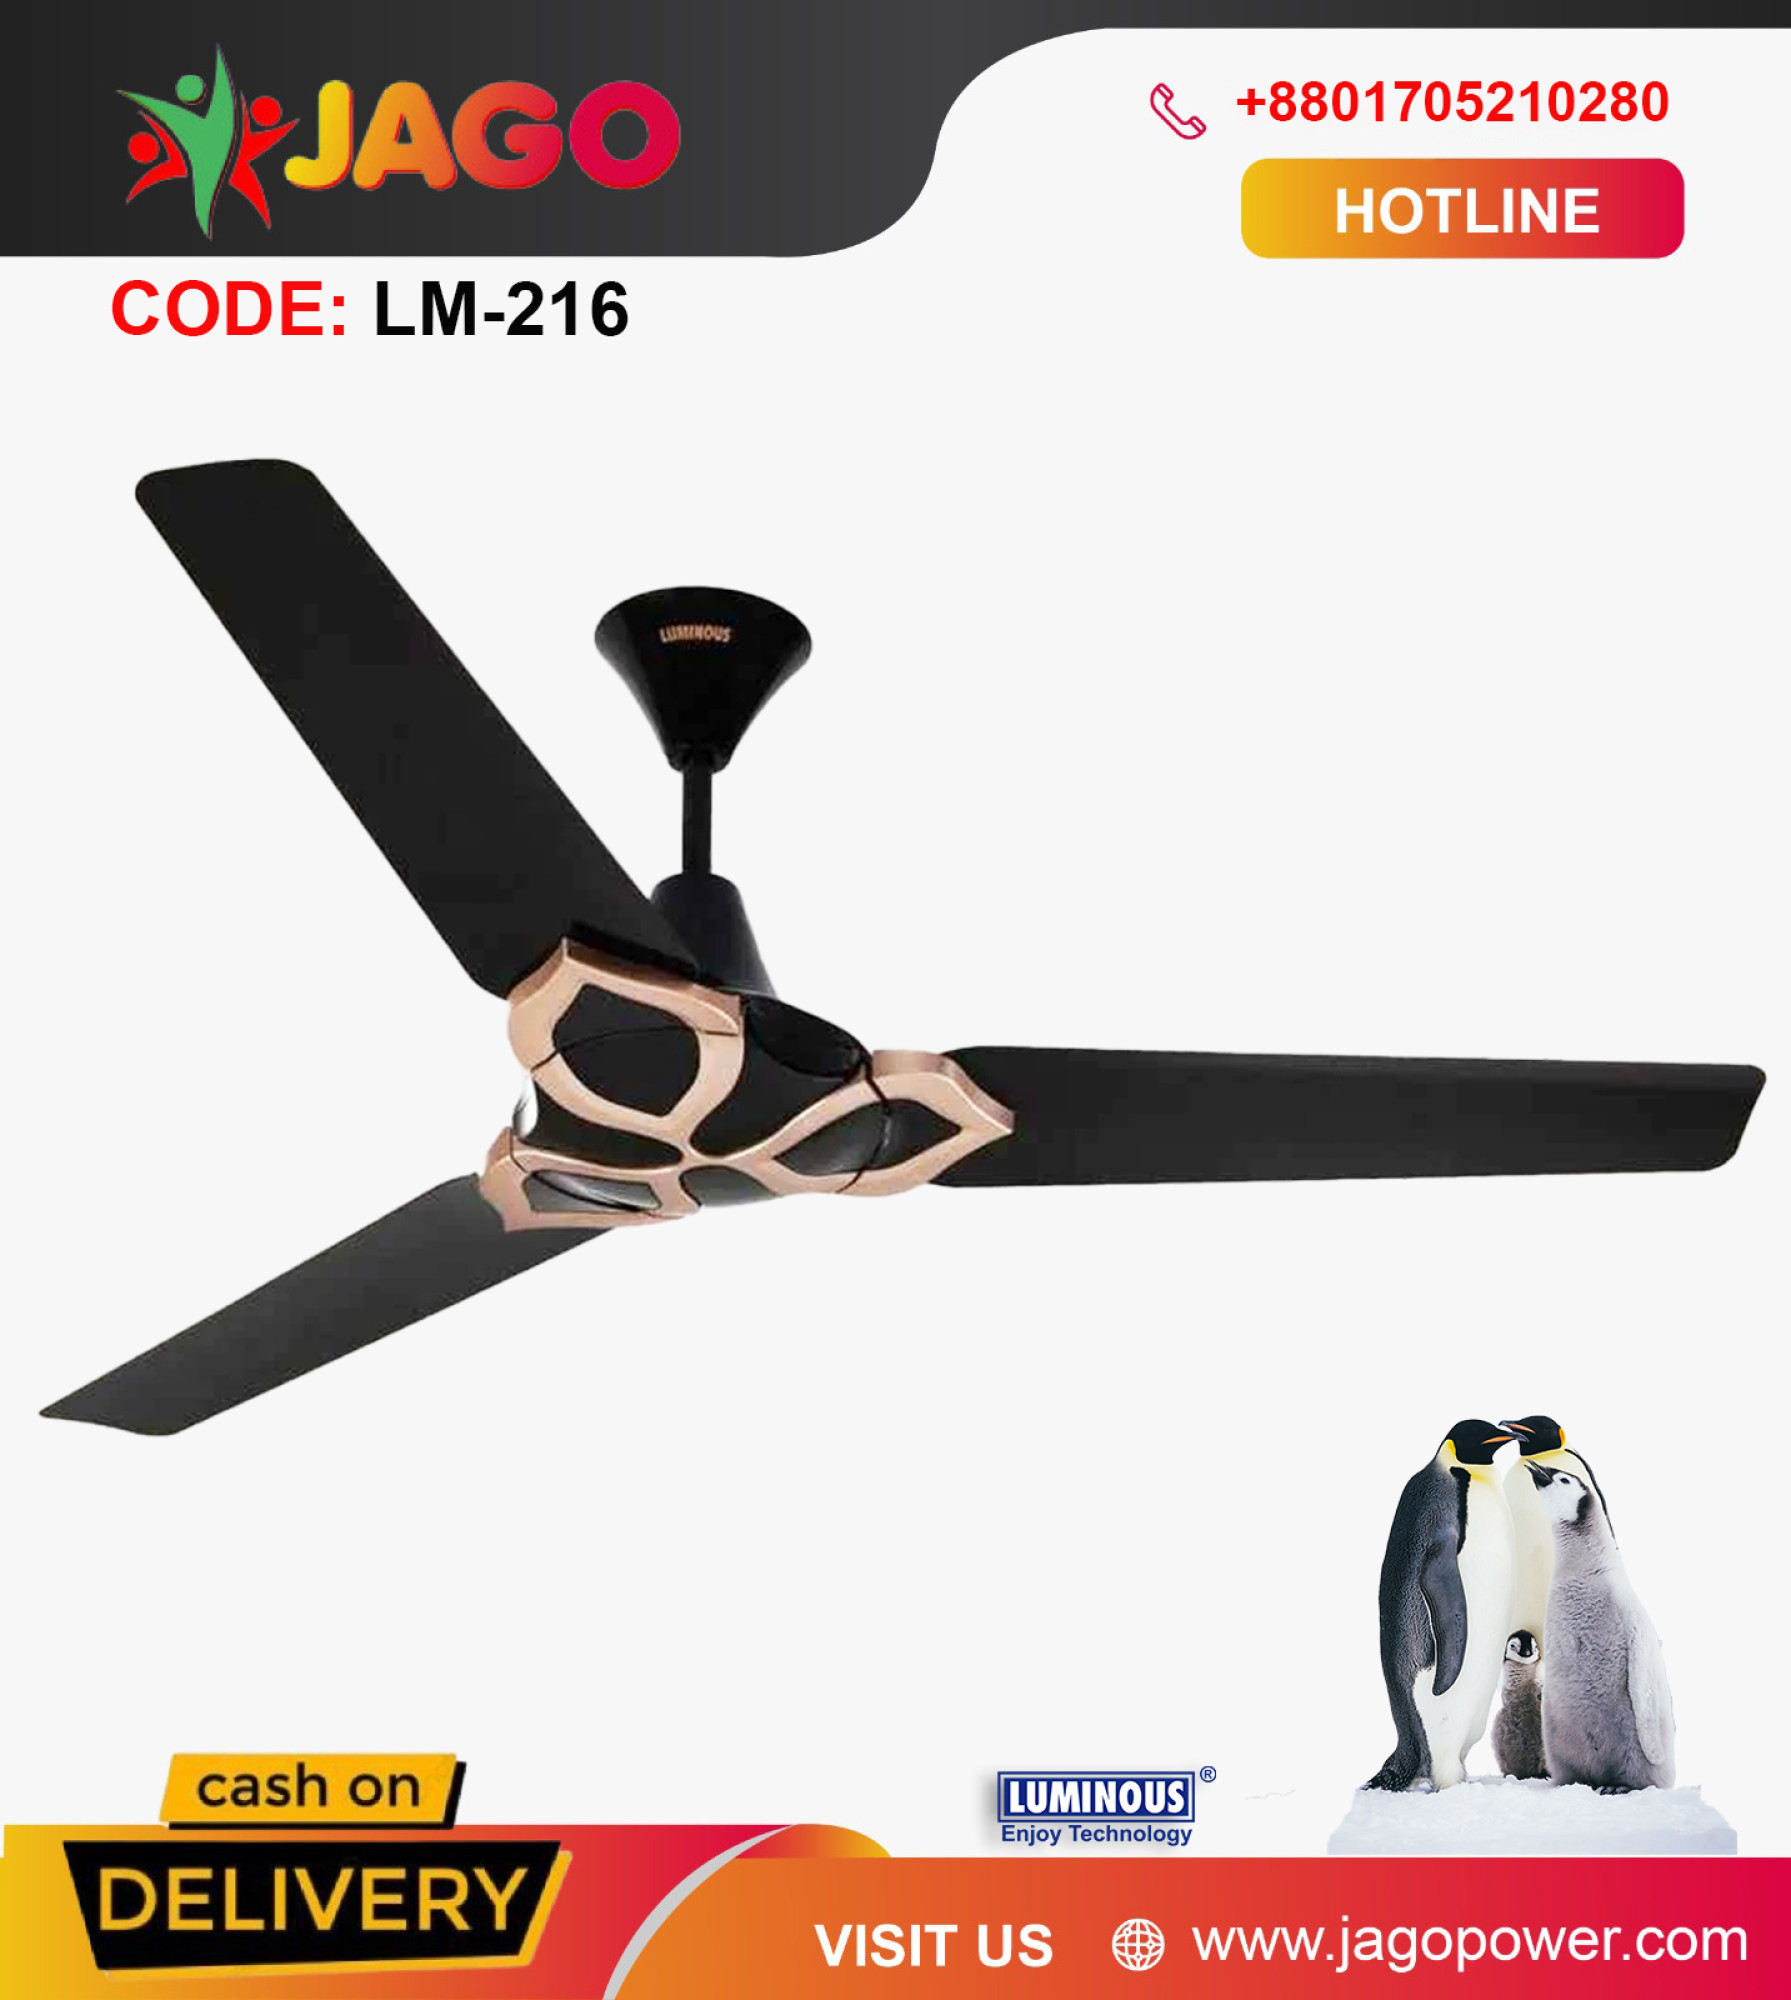 JAGO
+8801705210280
HOTLINE
CODE: LM-216
LUMINOUS
cash on
DELIVERY
LUMINOUS®
Enjoy Technology
VISIT US www.jagopower.com